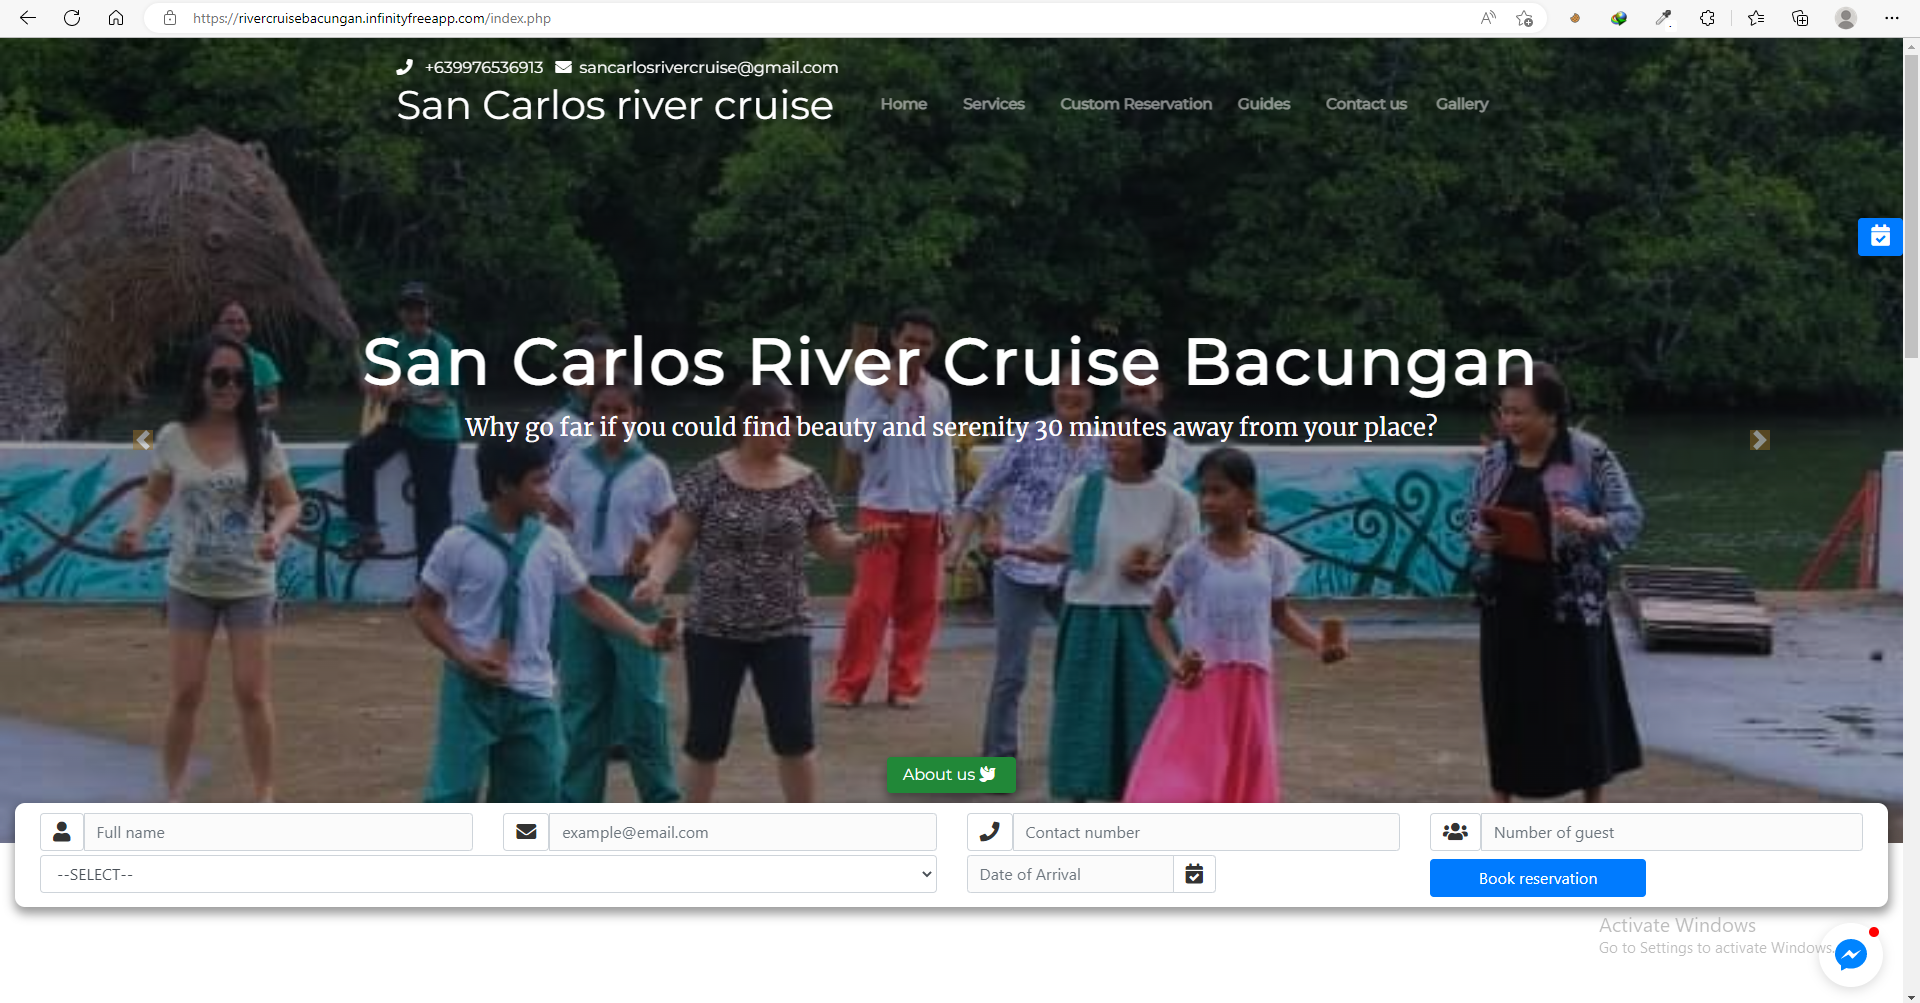 https://rivercruisebacungan.infinityfreeapp.com/index.php
+639976536913 sancarlosrivercruise@gmail.com
San Carlos river cruise
Home Services Custom Reservation Guides Contact us Gallery
San Carlos River Cruise Bacungan
Why go far if you could find beauty and serenity 30 minutes away from your place?
About us
Full name example@email.com Contact number Number of guest
--SELECT-- Date of Arrival Book reservation
Activate Windows
Go to Settings to activate Windows.